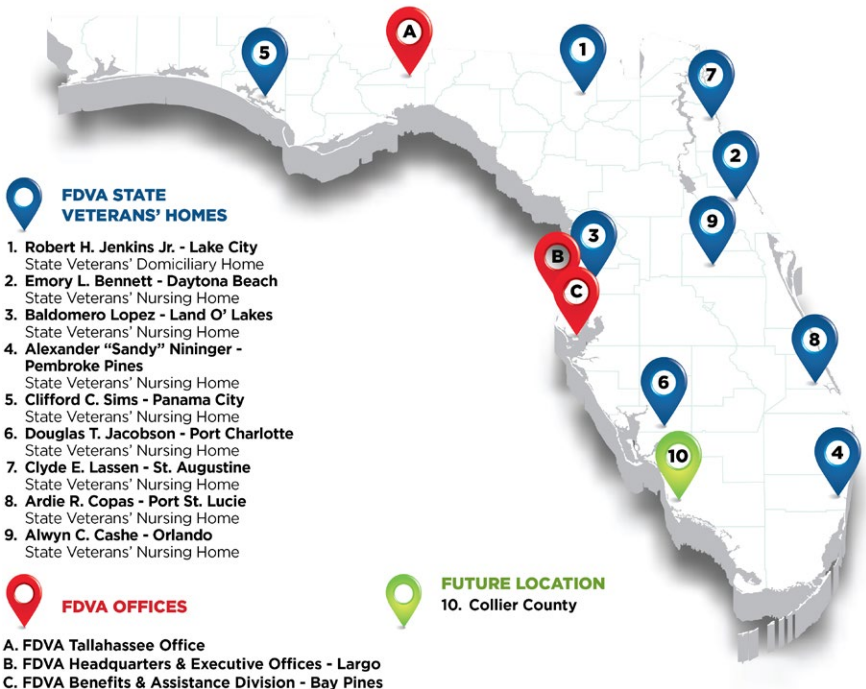 5
A
1
7
2
9
3
B
C
8
6
10
4
FDVA STATE
VETERANS' HOMES
1. Robert H. Jenkins Jr. - Lake City
State Veterans' Domiciliary Home
2. Emory L. Bennett - Daytona Beach
State Veterans' Nursing Home
3. Baldomero Lopez - Land O' Lakes
State Veterans' Nursing Home
4. Alexander “Sandy” Nininger -
Pembroke Pines
State Veterans' Nursing Home
5. Clifford C. Sims - Panama City
State Veterans' Nursing Home
6. Douglas T. Jacobson - Port Charlotte
State Veterans' Nursing Home
7. Clyde E. Lassen - St. Augustine
State Veterans' Nursing Home
8. Ardie R. Copas - Port St. Lucie
State Veterans' Nursing Home
9. Alwyn C. Cashe - Orlando
State Veterans' Nursing Home
FDVA OFFICES
A. FDVA Tallahassee Office
B. FDVA Headquarters & Executive Offices - Largo
C. FDVA Benefits & Assistance Division - Bay Pines
FUTURE LOCATION
10. Collier County